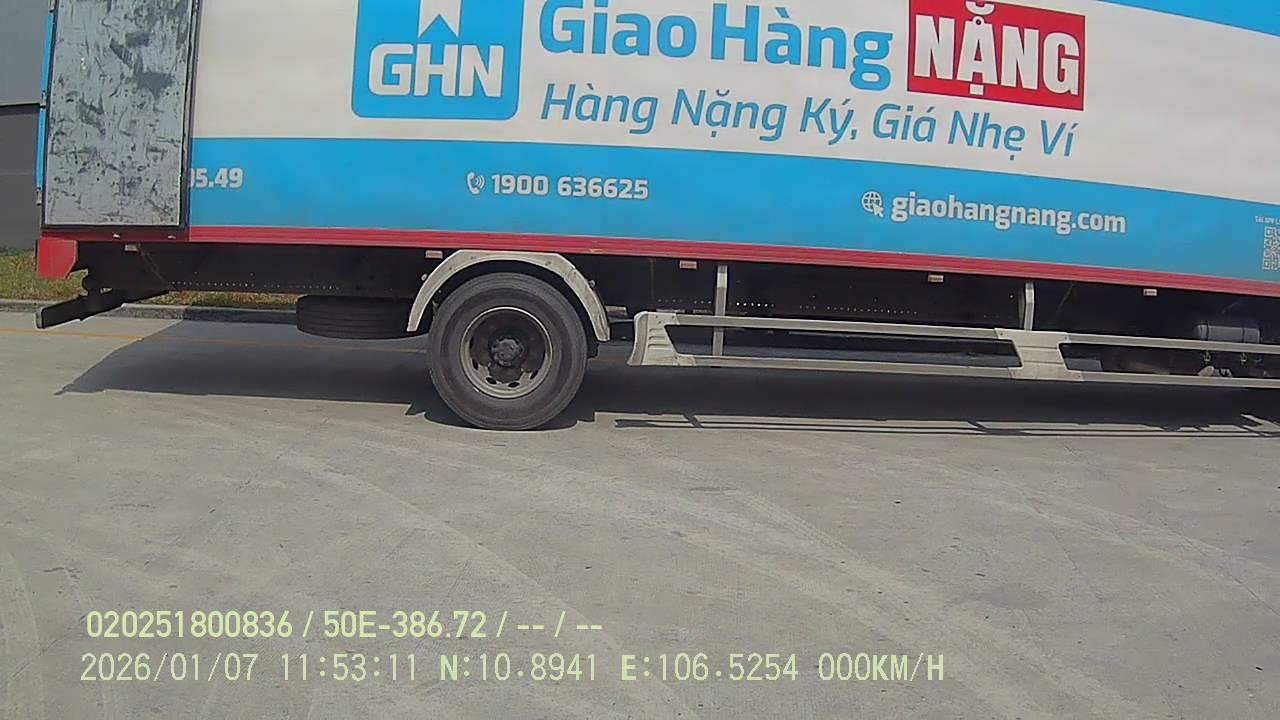 GHN
Giao Hàng NẶNG
Hàng Nặng Ký, Giá Nhẹ Ví
5.49
1900 636625
giaohangnang.com
020251800836 / 50E-386.72 / -- / --
2026/01/07 11:53:11 N:10.8941 E:106.5254 000KM/H